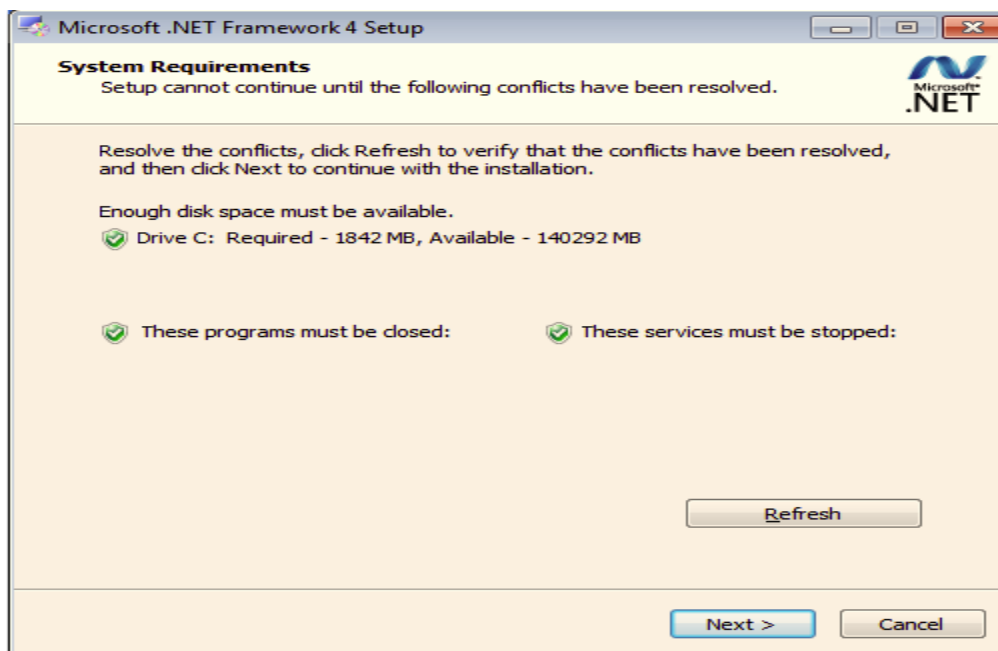 Microsoft .NET Framework 4 Setup
System Requirements
Setup cannot continue until the following conflicts have been resolved.
Microsoft®
.NET
Resolve the conflicts, click Refresh to verify that the conflicts have been resolved,
and then click Next to continue with the installation.
Enough disk space must be available.
Drive C: Required - 1842 MB, Available - 140292 MB
These programs must be closed:
These services must be stopped:
Refresh
Next >
Cancel